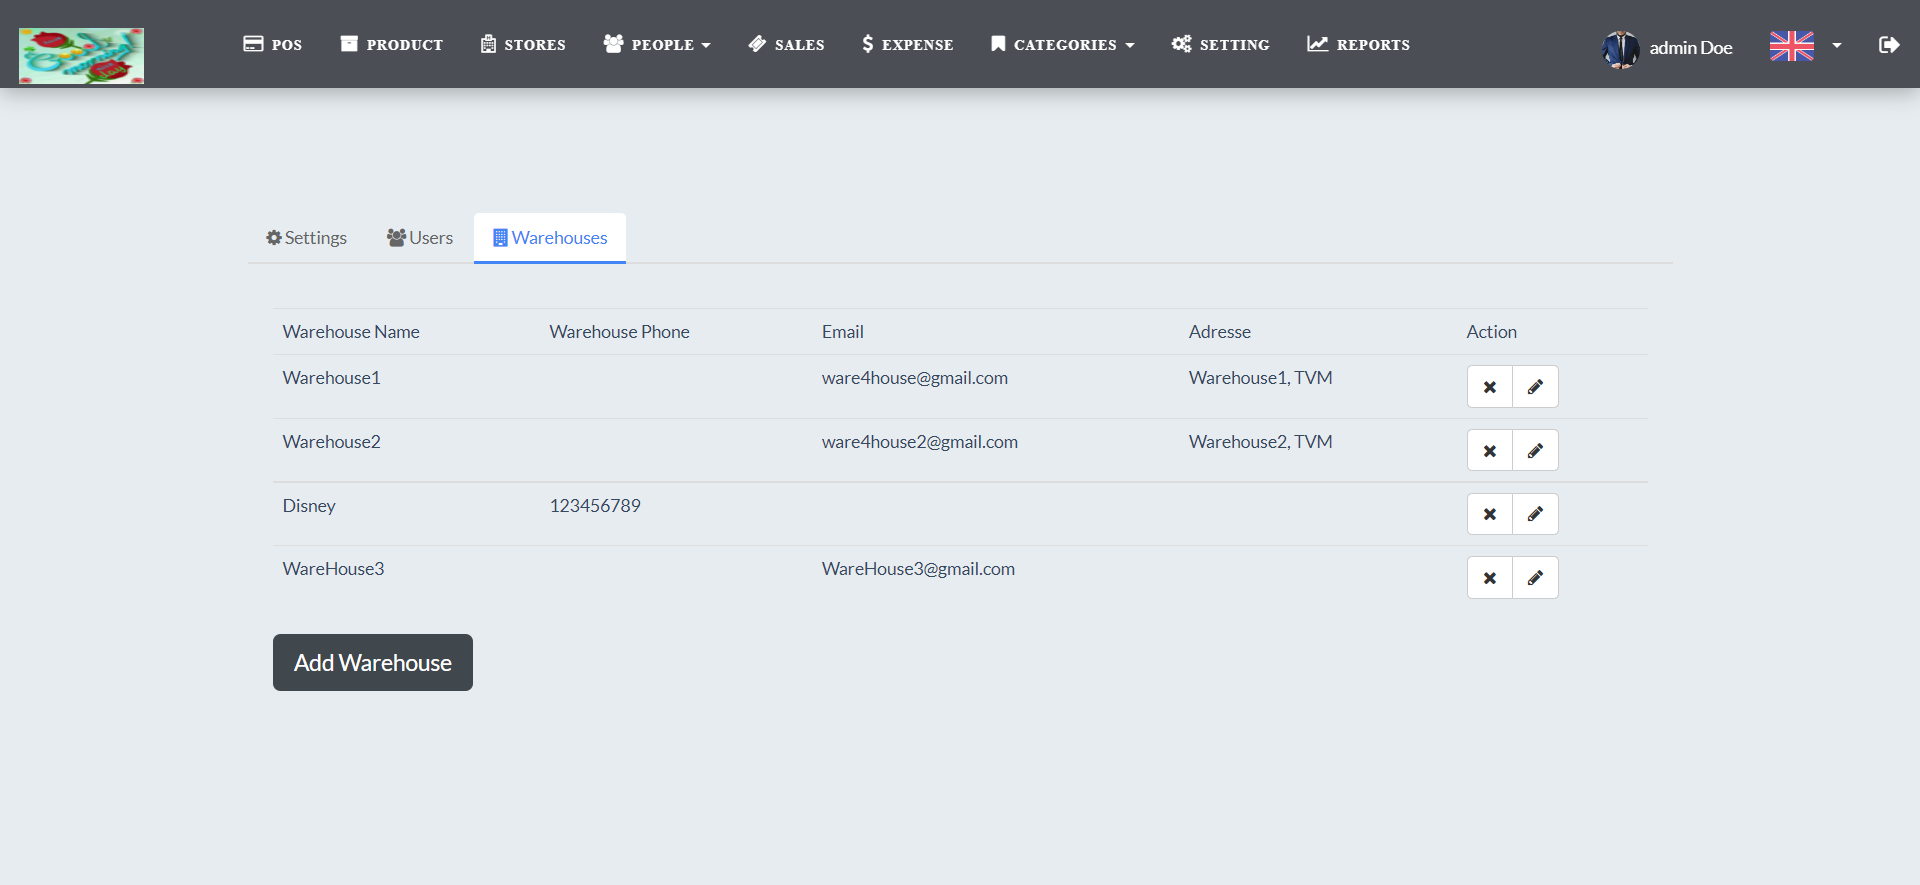 POS PRODUCT STORES PEOPLE SALES EXPENSE CATEGORIES SETTING REPORTS admin Doe
Settings Users Warehouses
Warehouse Name Warehouse Phone Email Adresse Action
Warehouse1 ware4house@gmail.com Warehouse1, TVM
Warehouse2 ware4house2@gmail.com Warehouse2, TVM
Disney 123456789
WareHouse3 WareHouse3@gmail.com
Add Warehouse